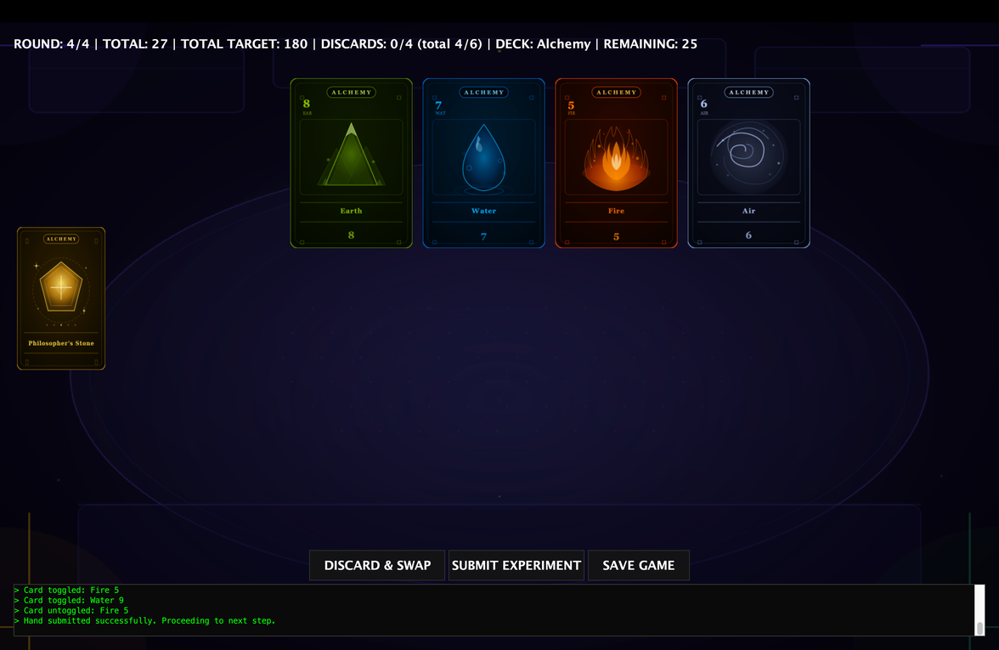 ROUND: 4/4 | TOTAL: 27 | TOTAL TARGET: 180 | DISCARDS: 0/4 (total 4/6) | DECK: Alchemy | REMAINING: 25
ALCHEMY
8
EAR
Earth
8
ALCHEMY
7
WAT
Water
7
ALCHEMY
5
FIR
Fire
5
ALCHEMY
6
AIR
Air
6
ALCHEMY
Philosopher's Stone
DISCARD & SWAP
SUBMIT EXPERIMENT
SAVE GAME
> Card toggled: Fire 5
> Card toggled: Water 9
> Card untoggled: Fire 5
> Hand submitted successfully. Proceeding to next step.